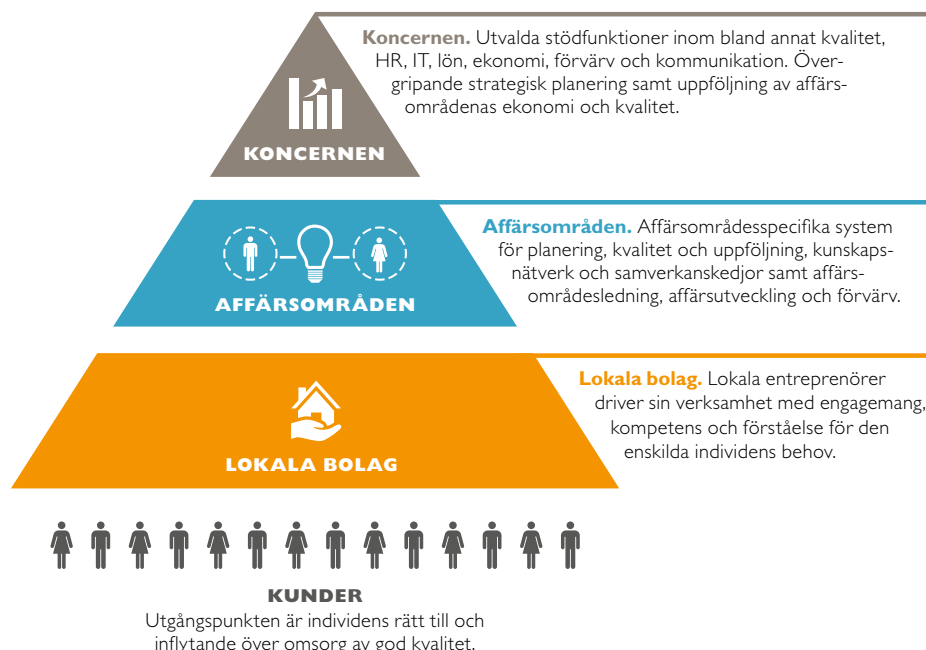 Koncernen. Utvalda stödfunktioner inom bland annat kvalitet,
HR, IT, lön, ekonomi, förvärv och kommunikation. Över-
gripande strategisk planering samt uppföljning av affärs-
områdenas ekonomi och kvalitet.
KONCERNEN
Affärsområden. Affärsområdesspecifika system
för planering, kvalitet och uppföljning, kunskaps-
nätverk och samverkanskedjor samt affärs-
områdesledning, affärsutveckling och förvärv.
AFFÄRSOMRÅDEN
Lokala bolag. Lokala entreprenörer
driver sin verksamhet med engagemang,
kompetens och förståelse för den
enskilda individens behov.
LOKALA BOLAG
KUNDER
Utgångspunkten är individens rätt till och
inflytande över omsorg av god kvalitet.